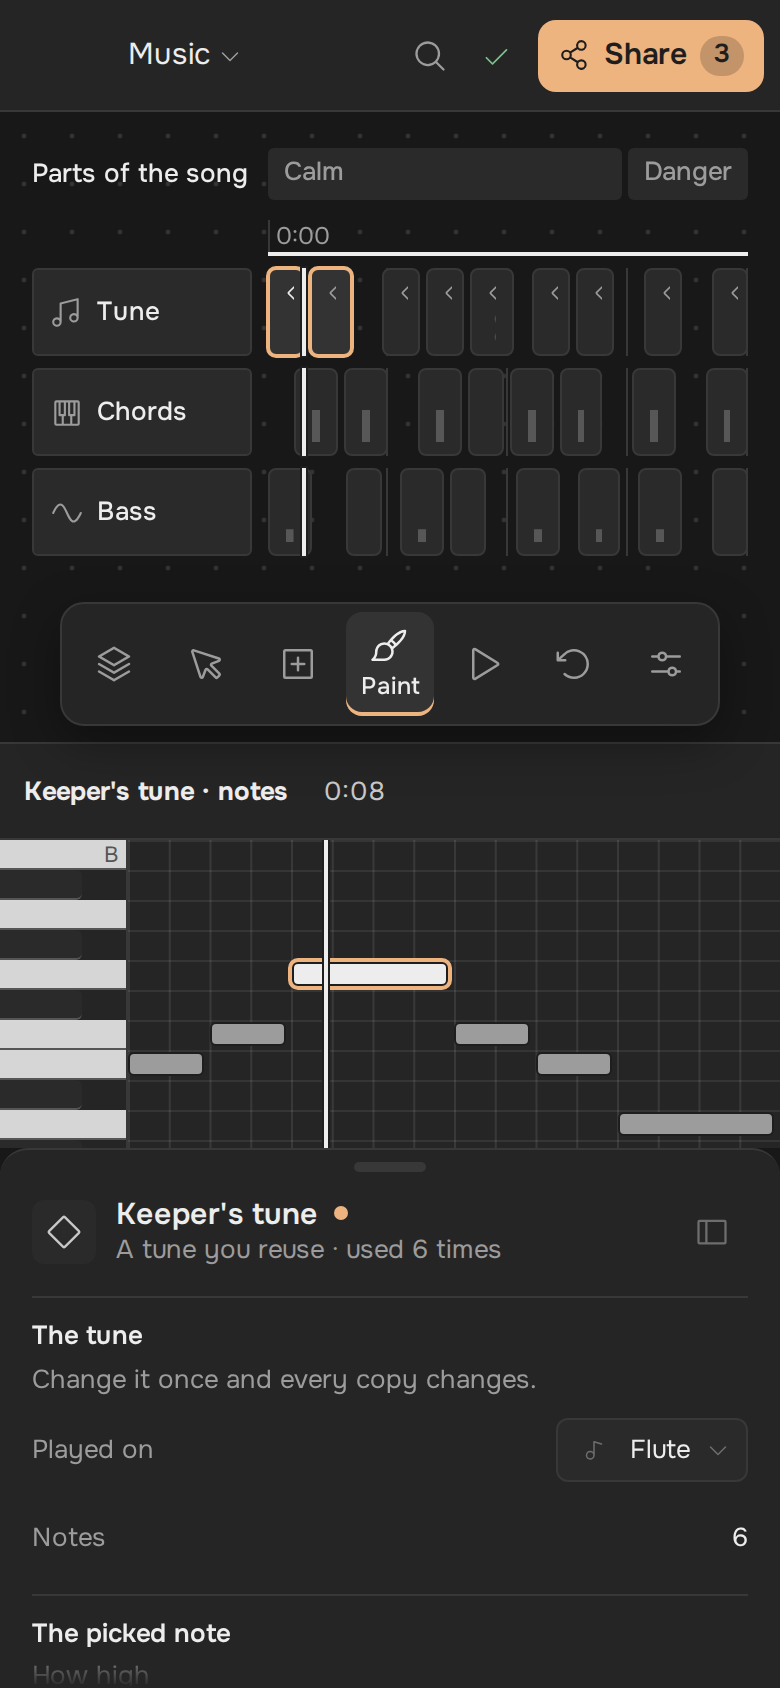 Music
Share 3
Parts of the song
Calm
Danger
0:00
Tune
Chords
Bass
Paint
Keeper's tune · notes 0:08
B
Keeper's tune
A tune you reuse · used 6 times
The tune
Change it once and every copy changes.
Played on
Flute
Notes
6
The picked note
How high